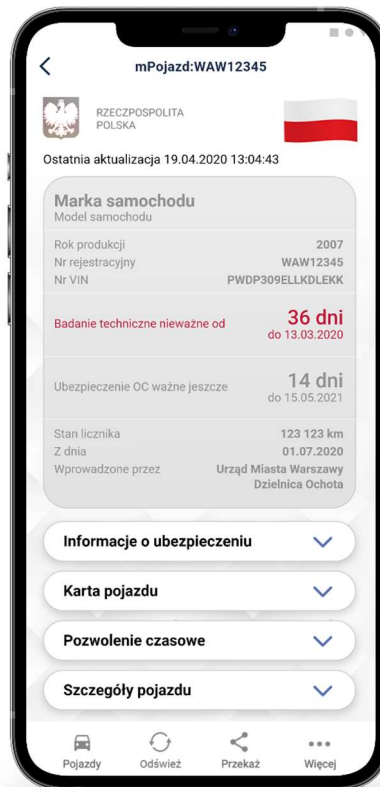 mPojazd:WAW12345
RZECZPOSPOLITA
POLSKA
Ostatnia aktualizacja 19.04.2020 13:04:43
Marka samochodu
Model samochodu
Rok produkcji 2007
Nr rejestracyjny WAW12345
Nr VIN PWDP309ELLKDLEKK
Badanie techniczne nieważne od 36 dni
do 13.03.2020
Ubezpieczenie OC ważne jeszcze 14 dni
do 15.05.2021
Stan licznika 123 123 km
Z dnia 01.07.2020
Wprowadzone przez Urząd Miasta Warszawy
Dzielnica Ochota
Informacje o ubezpieczeniu
Karta pojazdu
Pozwolenie czasowe
Szczegóły pojazdu
Pojazdy Odśwież Przekaż Więcej